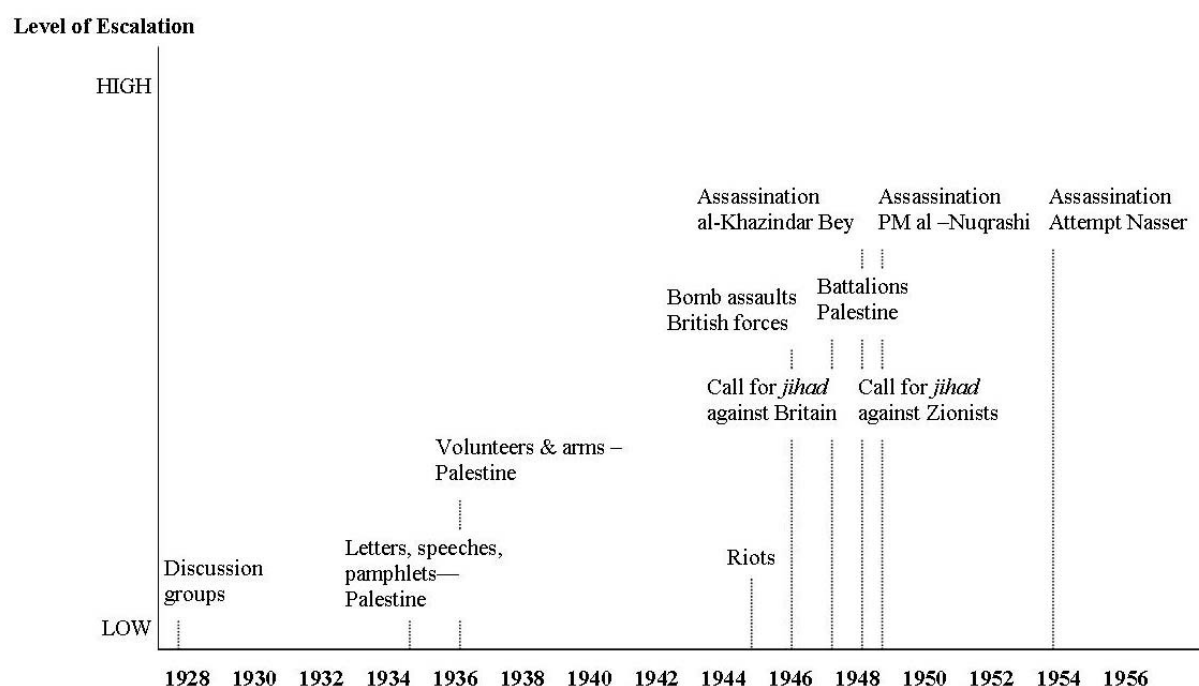 Level of Escalation
HIGH
Assassination
al-Khazindar Bey
Assassination
PM al –Nuqrashi
Assassination
Attempt Nasser
Bomb assaults
British forces
Battalions
Palestine
Call for jihad
against Britain
Call for jihad
against Zionists
Volunteers & arms –
Palestine
Letters, speeches,
pamphlets—
Palestine
Riots
Discussion
groups
LOW
1928 1930 1932 1934 1936 1938 1940 1942 1944 1946 1948 1950 1952 1954 1956